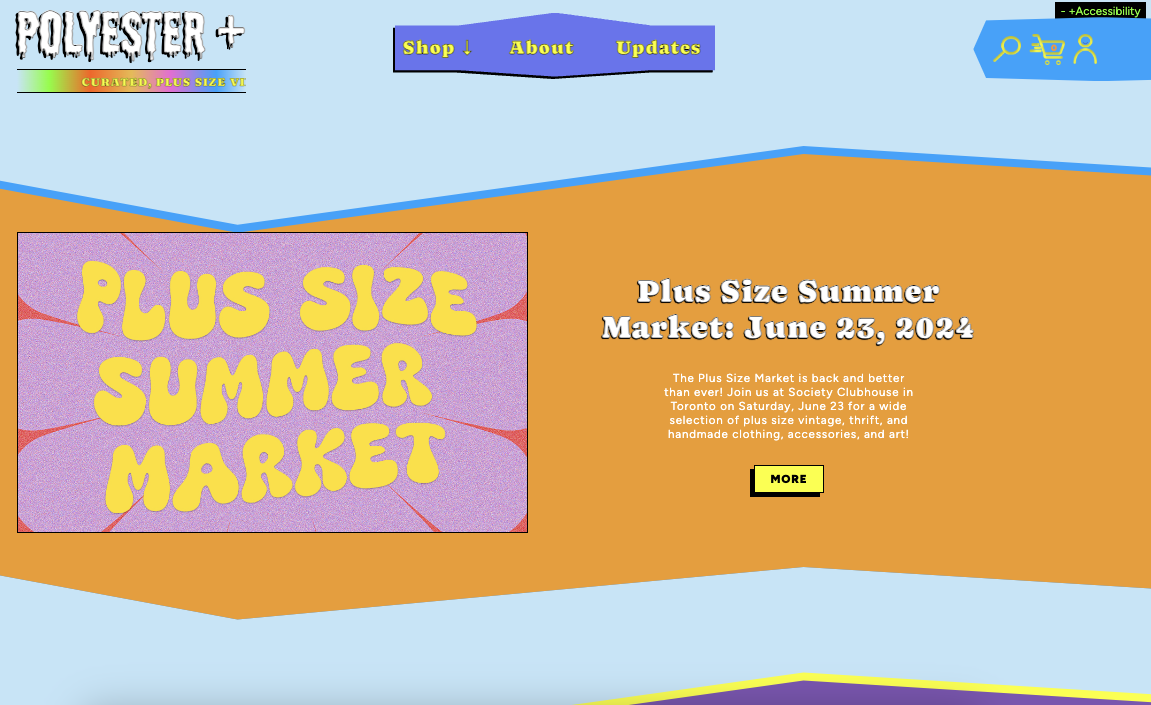 - +Accessibility
POLYESTER +
CURATED, PLUS SIZE
Shop ↓ About Updates
0
PLUS SIZE
SUMMER
MARKET
Plus Size Summer
Market: June 23, 2024
The Plus Size Market is back and better
than ever! Join us at Society Clubhouse in
Toronto on Saturday, June 23 for a wide
selection of plus size vintage, thrift, and
handmade clothing, accessories, and art!
MORE